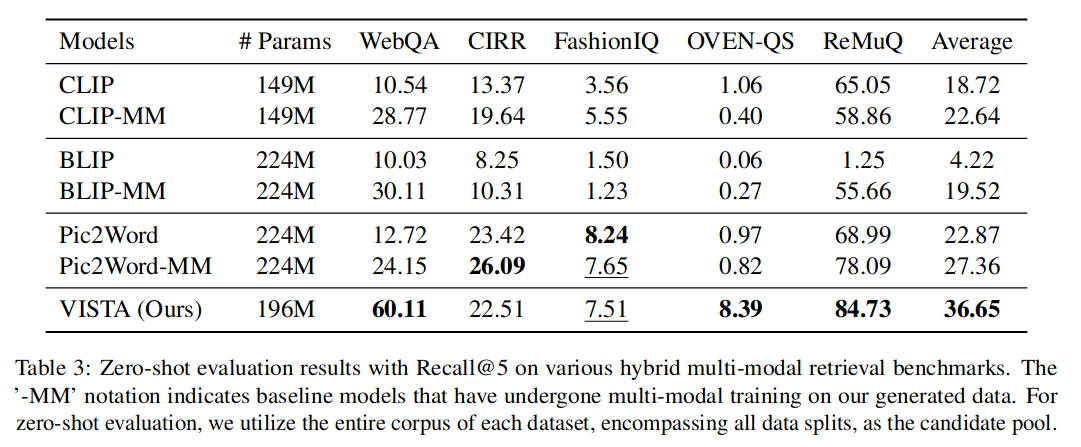 Models # Params WebQA CIRR FashionIQ OVEN-QS ReMuQ Average
CLIP 149M 10.54 13.37 3.56 1.06 65.05 18.72
CLIP-MM 149M 28.77 19.64 5.55 0.40 58.86 22.64
BLIP 224M 10.03 8.25 1.50 0.06 1.25 4.22
BLIP-MM 224M 30.11 10.31 1.23 0.27 55.66 19.52
Pic2Word 224M 12.72 23.42 8.24 0.97 68.99 22.87
Pic2Word-MM 224M 24.15 26.09 7.65 0.82 78.09 27.36
VISTA (Ours) 196M 60.11 22.51 7.51 8.39 84.73 36.65
Table 3: Zero-shot evaluation results with Recall@5 on various hybrid multi-modal retrieval benchmarks. The
’-MM’ notation indicates baseline models that have undergone multi-modal training on our generated data. For
zero-shot evaluation, we utilize the entire corpus of each dataset, encompassing all data splits, as the candidate pool.